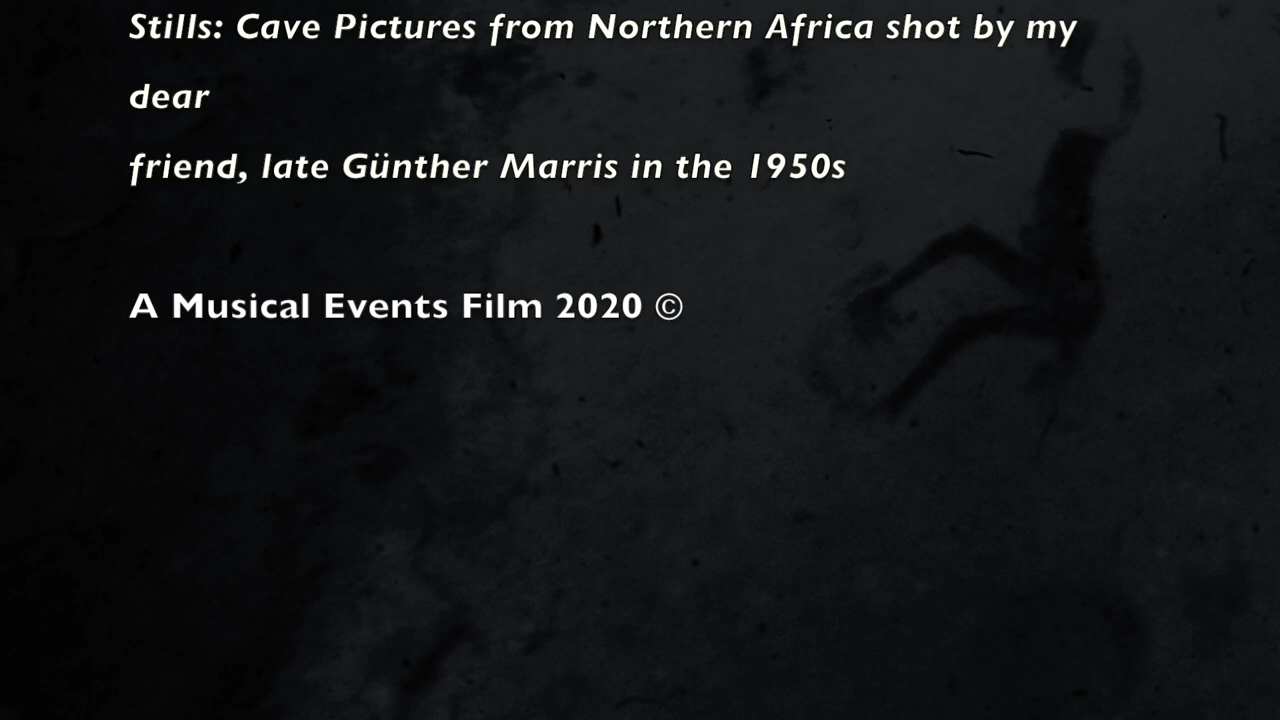 Stills: Cave Pictures from Northern Africa shot by my
dear
friend, late Günther Marris in the 1950s
A Musical Events Film 2020 ©